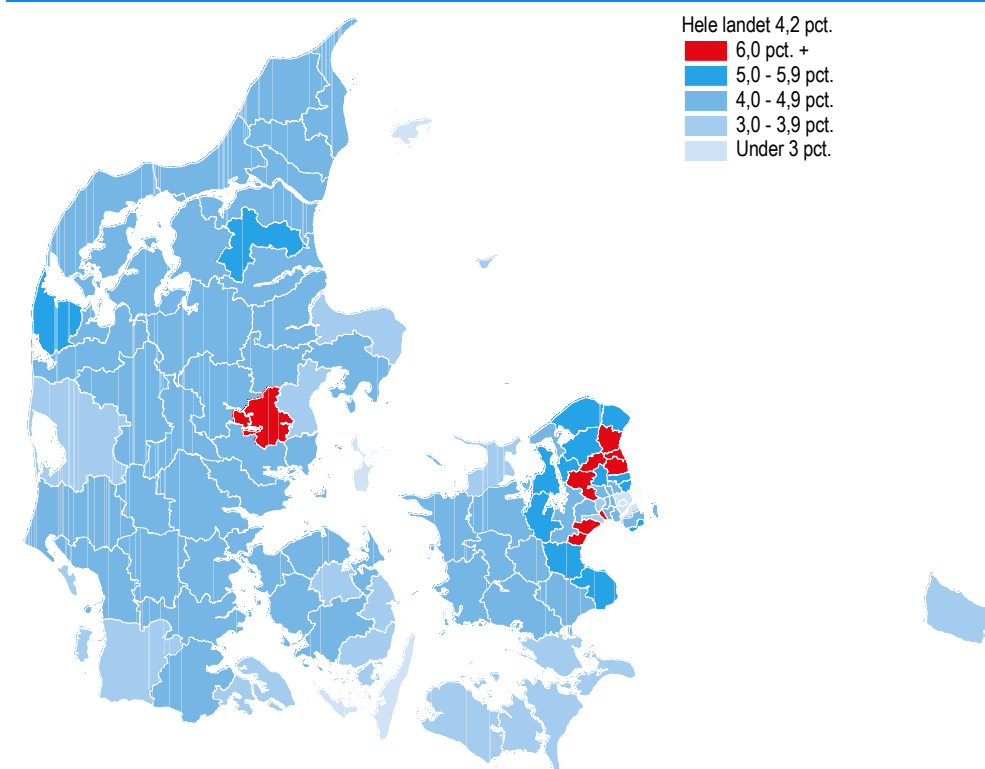 Hele landet 4,2 pct.
6,0 pct. +
5,0 - 5,9 pct.
4,0 - 4,9 pct.
3,0 - 3,9 pct.
Under 3 pct.